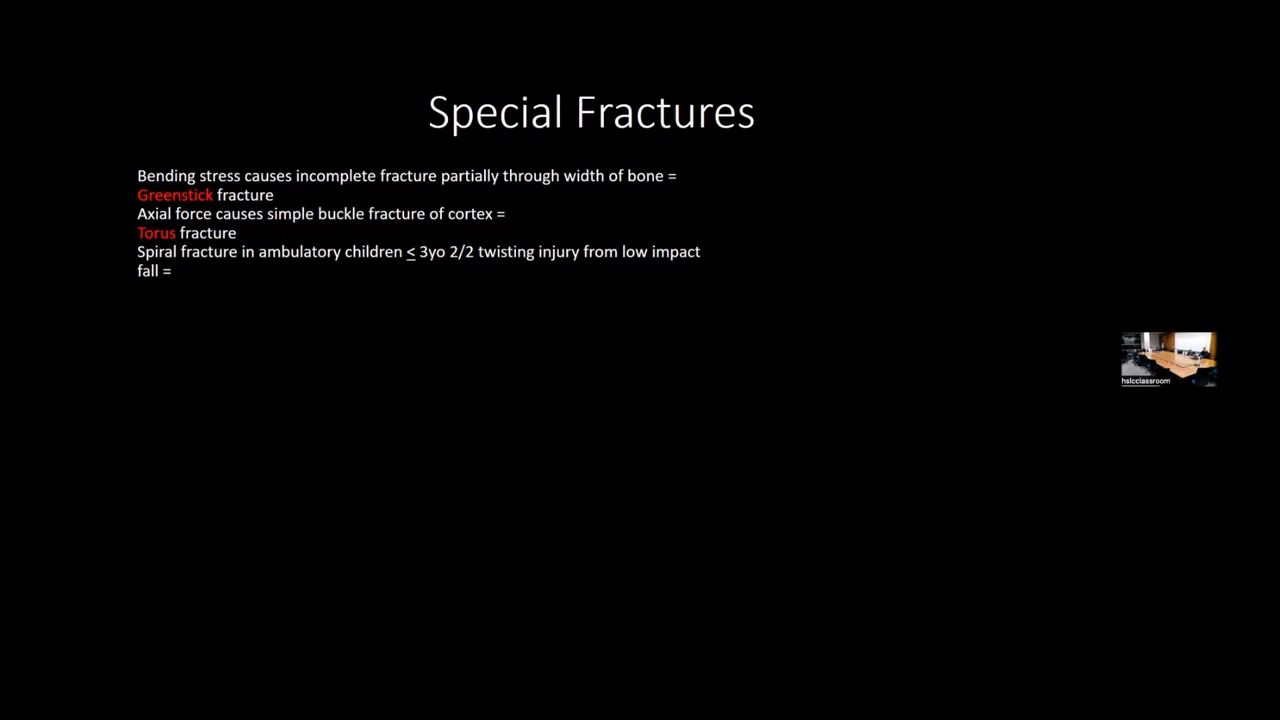 Special Fractures
Bending stress causes incomplete fracture partially through width of bone =
Greenstick fracture
Axial force causes simple buckle fracture of cortex =
Torus fracture
Spiral fracture in ambulatory children ≤ 3yo 2/2 twisting injury from low impact
fall =
hslcclassroom